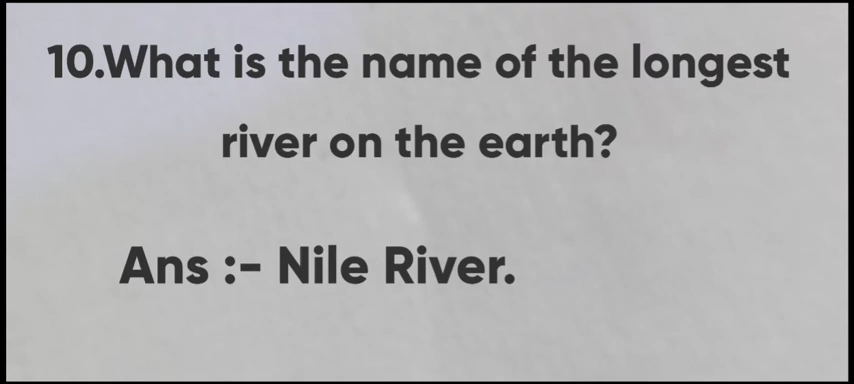 10.What is the name of the longest
river on the earth?
Ans :- Nile River.